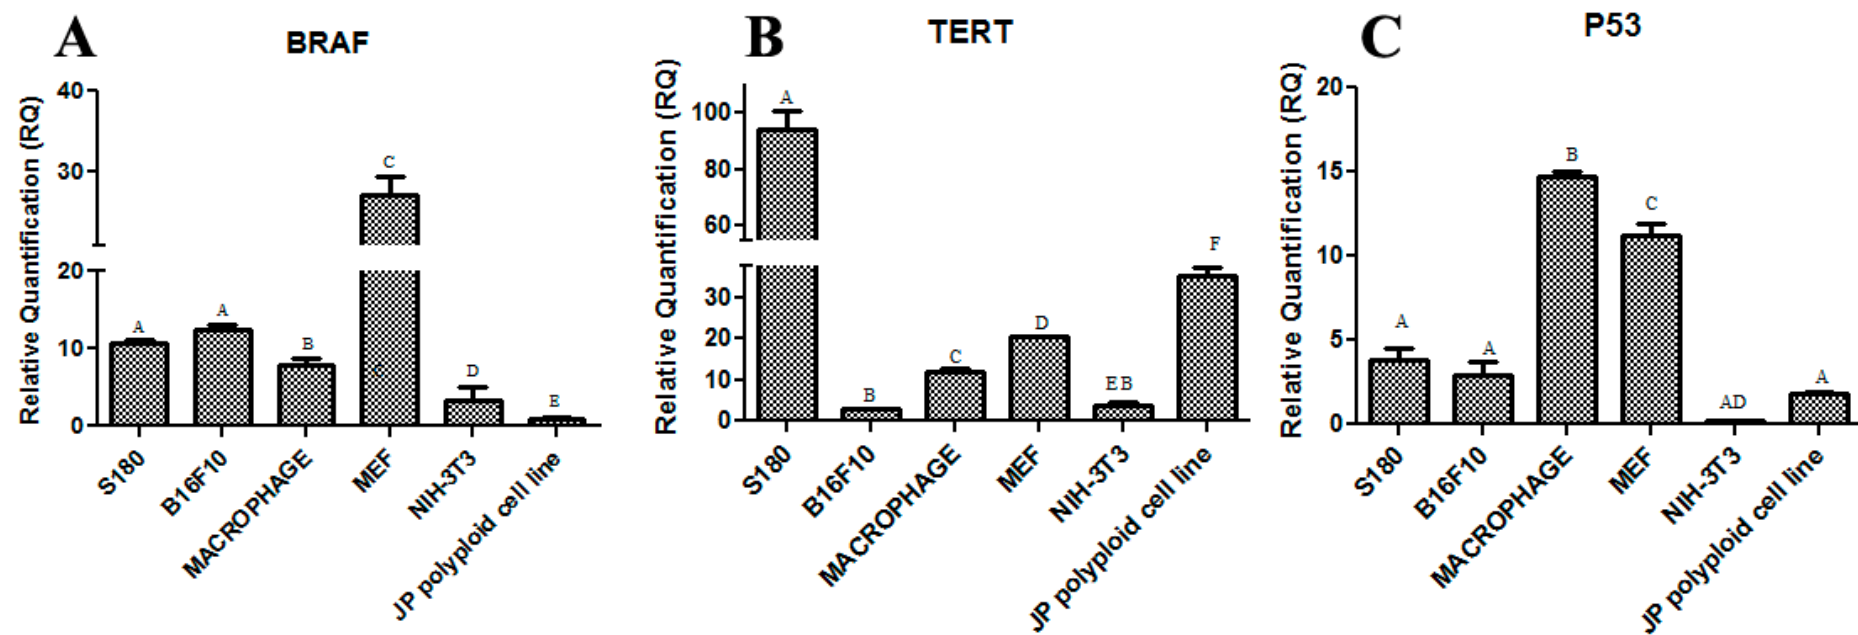 A
BRAF
Relative Quantification (RQ)
40
30
20
10
0
A
A
B
C
C
D
E
S180
B16F10
MACROPHAGE
MEF
NIH-3T3
JP polyploid cell line
B
TERT
Relative Quantification (RQ)
100
80
60
30
20
10
0
A
B
C
D
EB
F
S180
B16F10
MACROPHAGE
MEF
NIH-3T3
JP polyploid cell line
C
P53
Relative Quantification (RQ)
20
15
10
5
0
A
A
B
C
AD
A
S180
B16F10
MACROPHAGE
MEF
NIH-3T3
JP polyploid cell line